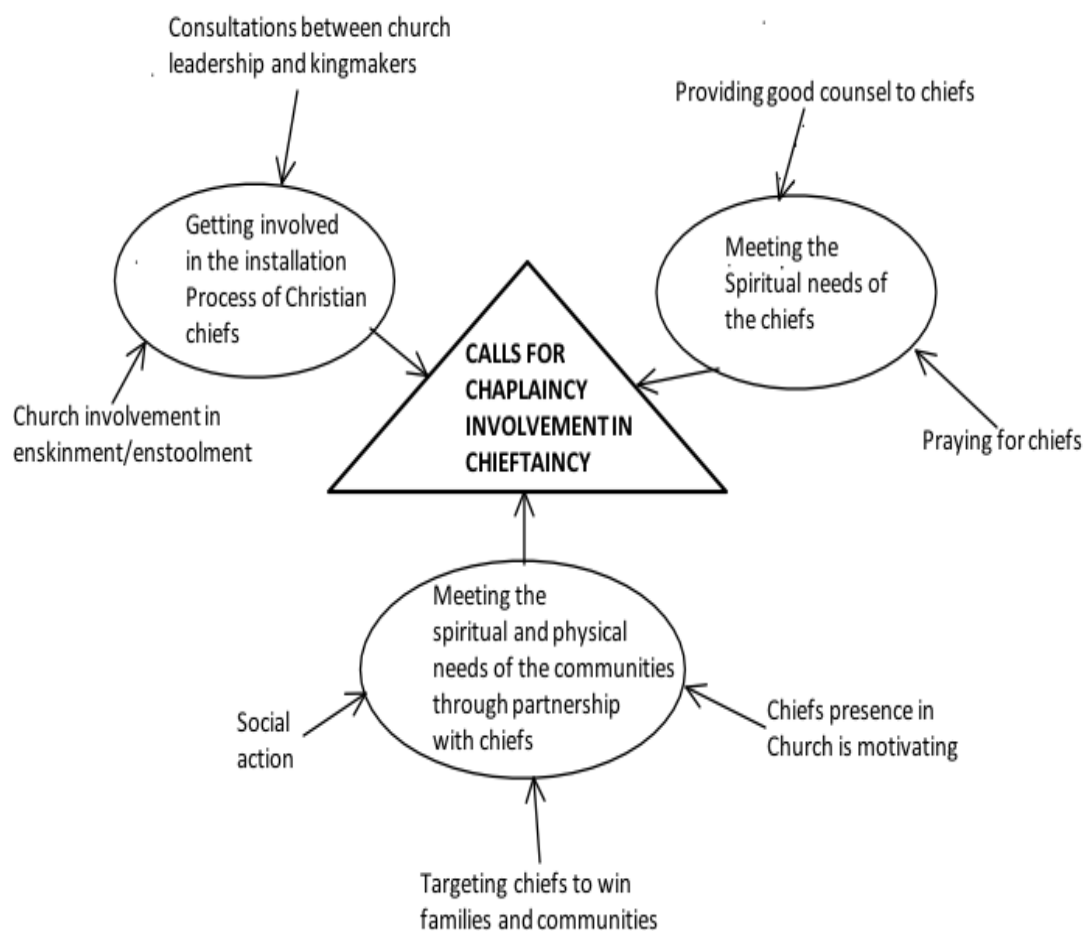 Consultations between church
leadership and kingmakers
Providing good counsel to chiefs
Getting involved
in the installation
Process of Christian
chiefs
Meeting the
Spiritual needs of
the chiefs
CALLS FOR
CHAPLAINCY
INVOLVEMENT IN
CHIEFTAINCY
Church involvement in
enskinment/enstoolment
Praying for chiefs
Meeting the
spiritual and physical
needs of the communities
through partnership
with chiefs
Social
action
Chiefs presence in
Church is motivating
Targeting chiefs to win
families and communities